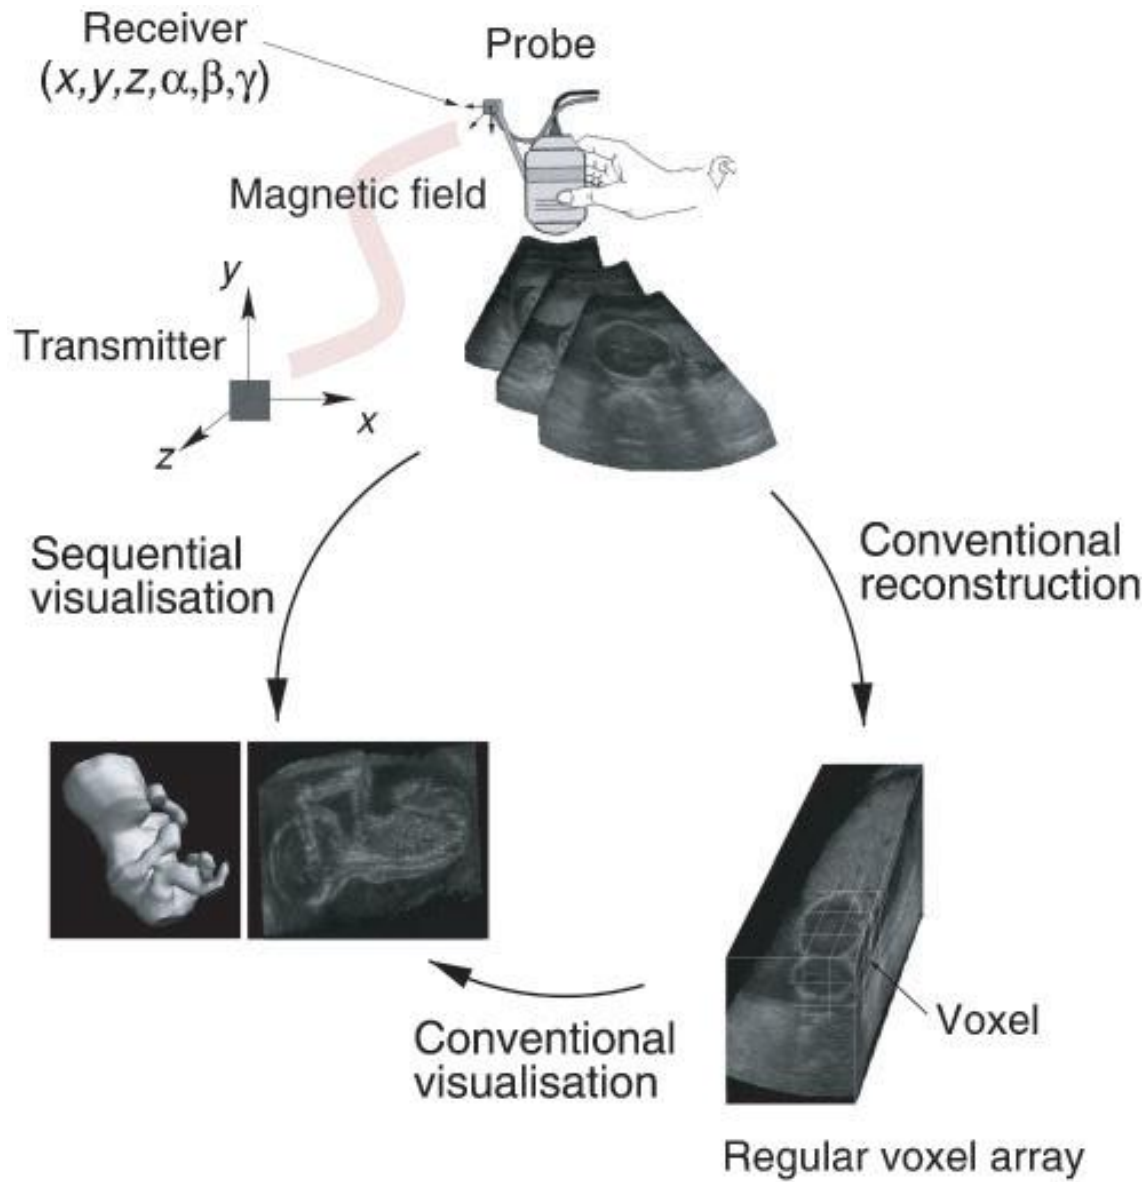 Receiver
(x,y,z,α,β,γ)
Probe
Magnetic field
y
Transmitter
x
z
Sequential
visualisation
Conventional
reconstruction
Voxel
Conventional
visualisation
Regular voxel array